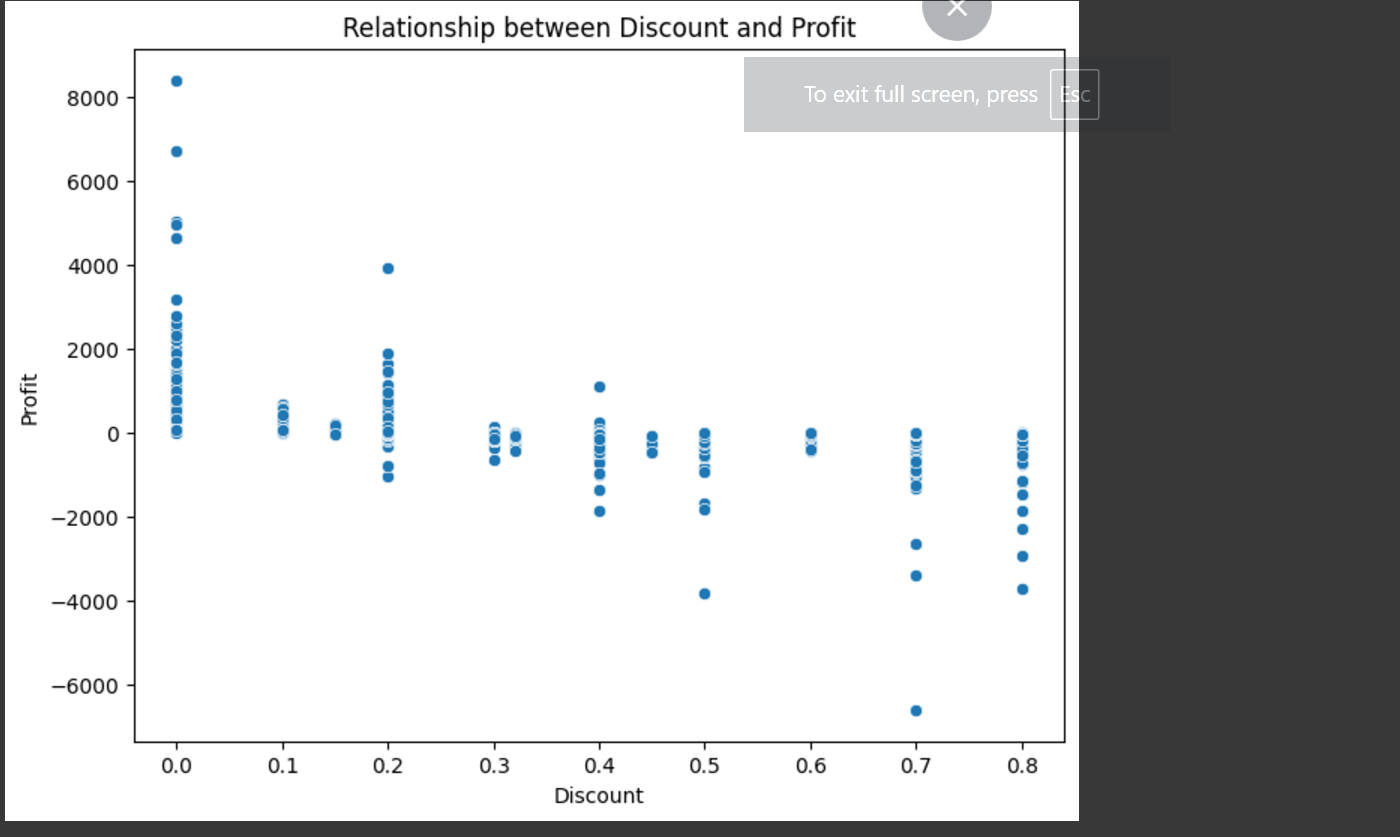 Relationship between Discount and Profit
To exit full screen, press Esc
8000
6000
4000
2000
0
−2000
−4000
−6000
Profit
0.0 0.1 0.2 0.3 0.4 0.5 0.6 0.7 0.8
Discount